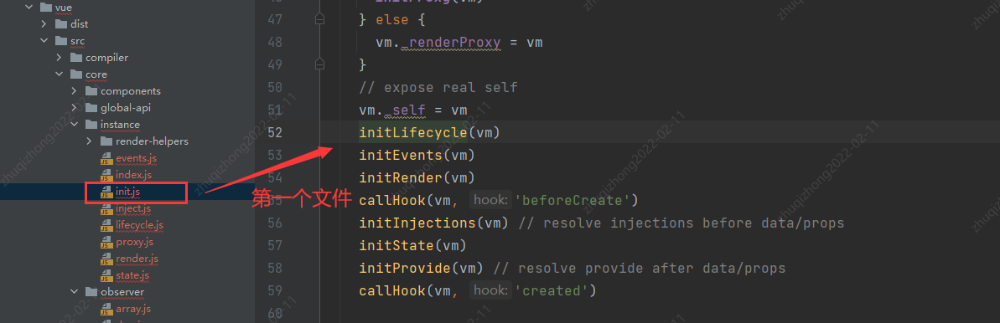 vue
dist
src
compiler
core
components
global-api
instance
render-helpers
events.js
index.js
init.js
inject.js
lifecycle.js
proxy.js
render.js
state.js
observer
array.js
47 } else {
48 vm._renderProxy = vm
49 }
50 // expose real self
51 vm._self = vm
52 initLifecycle(vm)
53 initEvents(vm)
54 initRender(vm)
第一个文件
55 callHook(vm, hook: 'beforeCreate')
56 initInjections(vm) // resolve injections before data/props
57 initState(vm)
58 initProvide(vm) // resolve provide after data/props
59 callHook(vm, hook: 'created')
60
zhuqizhong2022-02-11